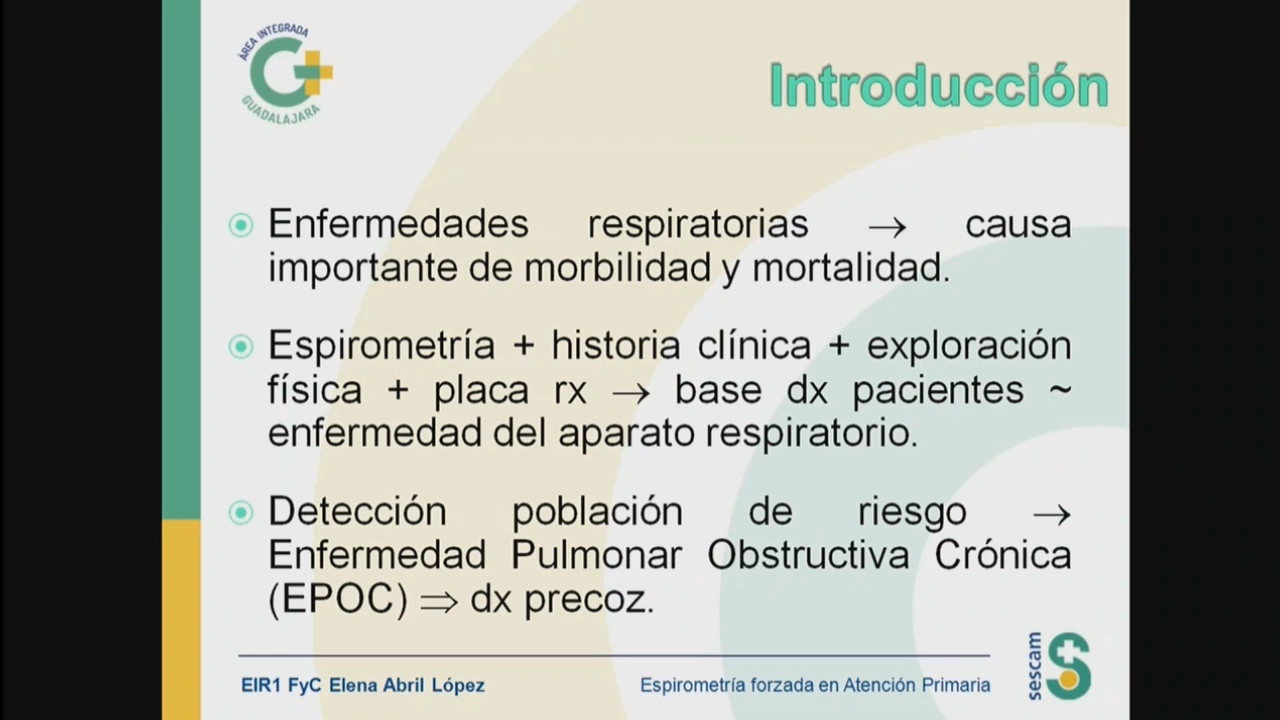 ÁREA INTEGRADA
GUADALAJARA
Introducción
Enfermedades respiratorias → causa
importante de morbilidad y mortalidad.
Espirometría + historia clínica + exploración
física + placa rx → base dx pacientes ~
enfermedad del aparato respiratorio.
Detección población de riesgo →
Enfermedad Pulmonar Obstructiva Crónica
(EPOC) ⇒ dx precoz.
EIR1 FyC Elena Abril López
Espirometría forzada en Atención Primaria
sescam